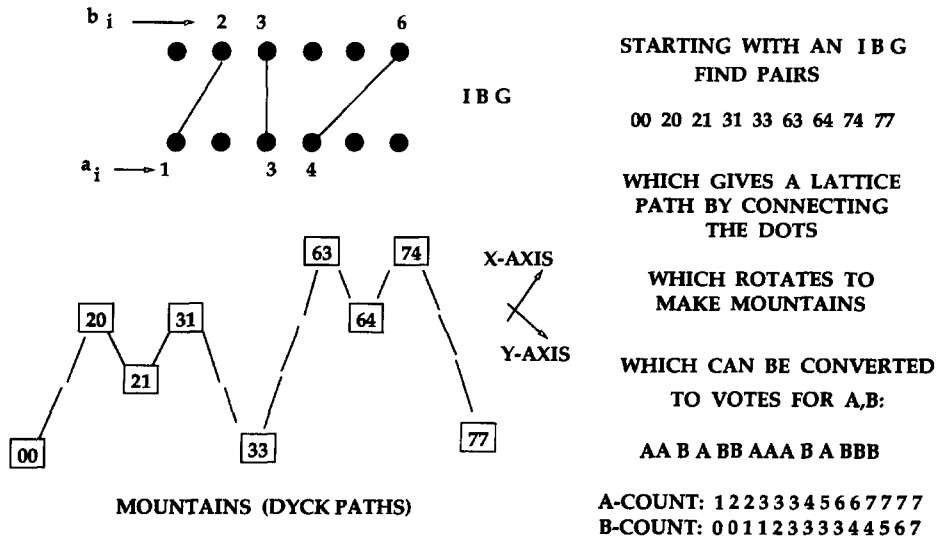 b i 2 3 6
I B G
a i 1 3 4
STARTING WITH AN I B G
FIND PAIRS
00 20 21 31 33 63 64 74 77
WHICH GIVES A LATTICE
PATH BY CONNECTING
THE DOTS
WHICH ROTATES TO
MAKE MOUNTAINS
WHICH CAN BE CONVERTED
TO VOTES FOR A,B:
AA B A BB AAA B A BBB
A-COUNT: 1 2 2 3 3 3 4 5 6 6 7 7 7 7
B-COUNT: 0 0 1 1 2 3 3 3 3 4 4 5 6 7
63
74
X-AXIS
20
31
64
Y-AXIS
21
00
33
77
MOUNTAINS (DYCK PATHS)